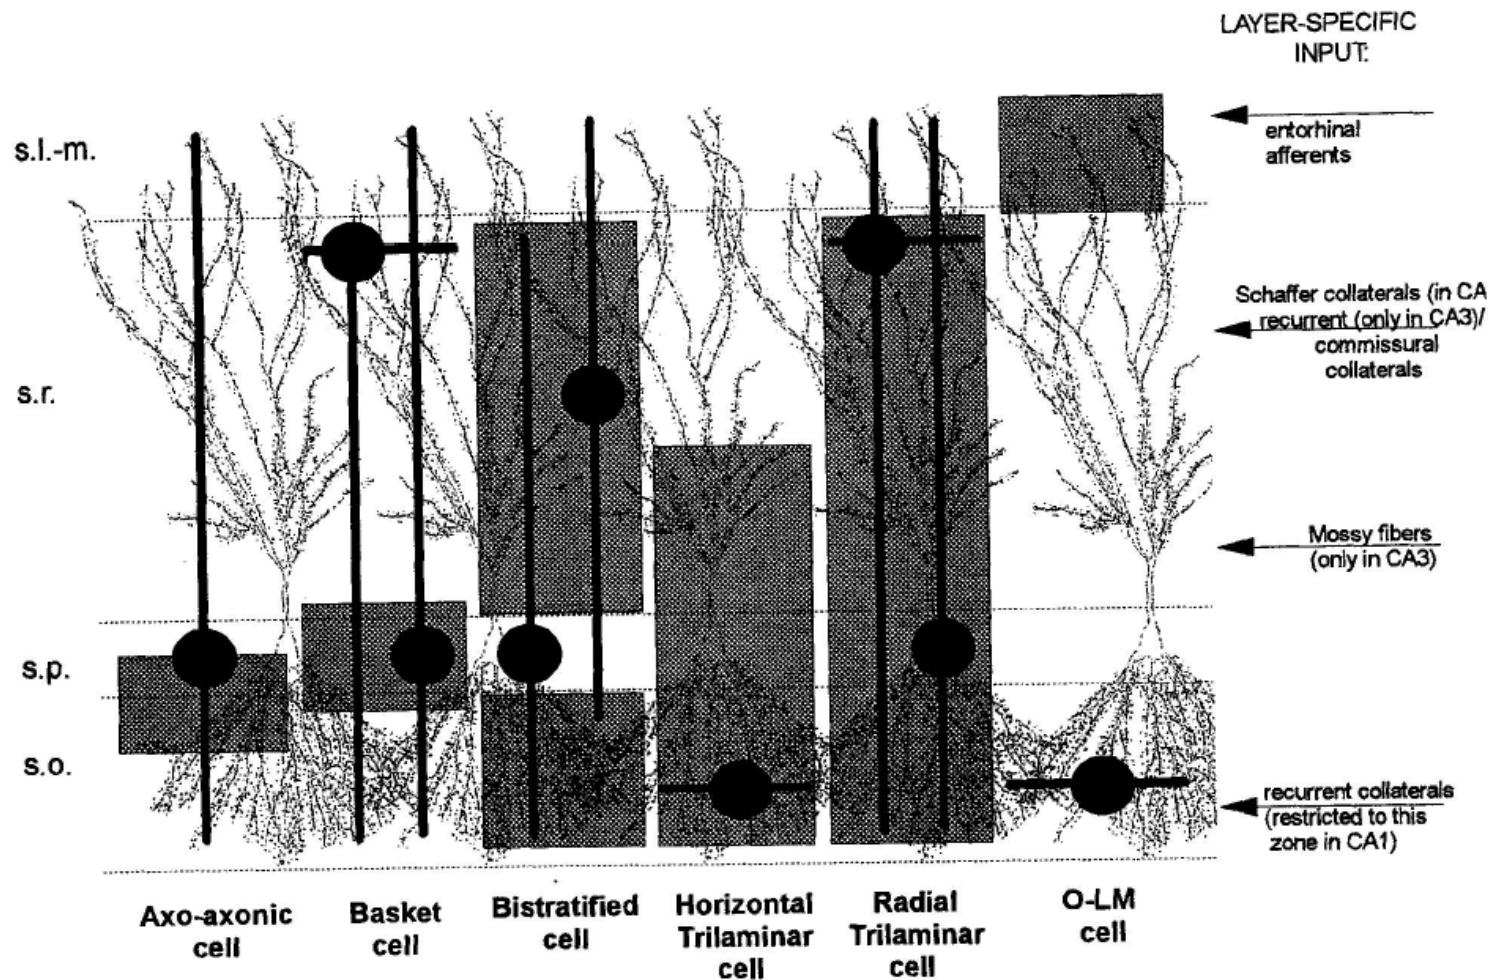 LAYER-SPECIFIC
INPUT:
entorhinal
afferents
s.l.-m.
Schaffer collaterals (in CA
recurrent (only in CA3)/
commissural
collaterals
s.r.
Mossy fibers
(only in CA3)
s.p.
s.o.
recurrent collaterals
(restricted to this
zone in CA1)
Axo-axonic
cell
Basket
cell
Bistratified
cell
Horizontal
Trilaminar
cell
Radial
Trilaminar
cell
O-LM
cell